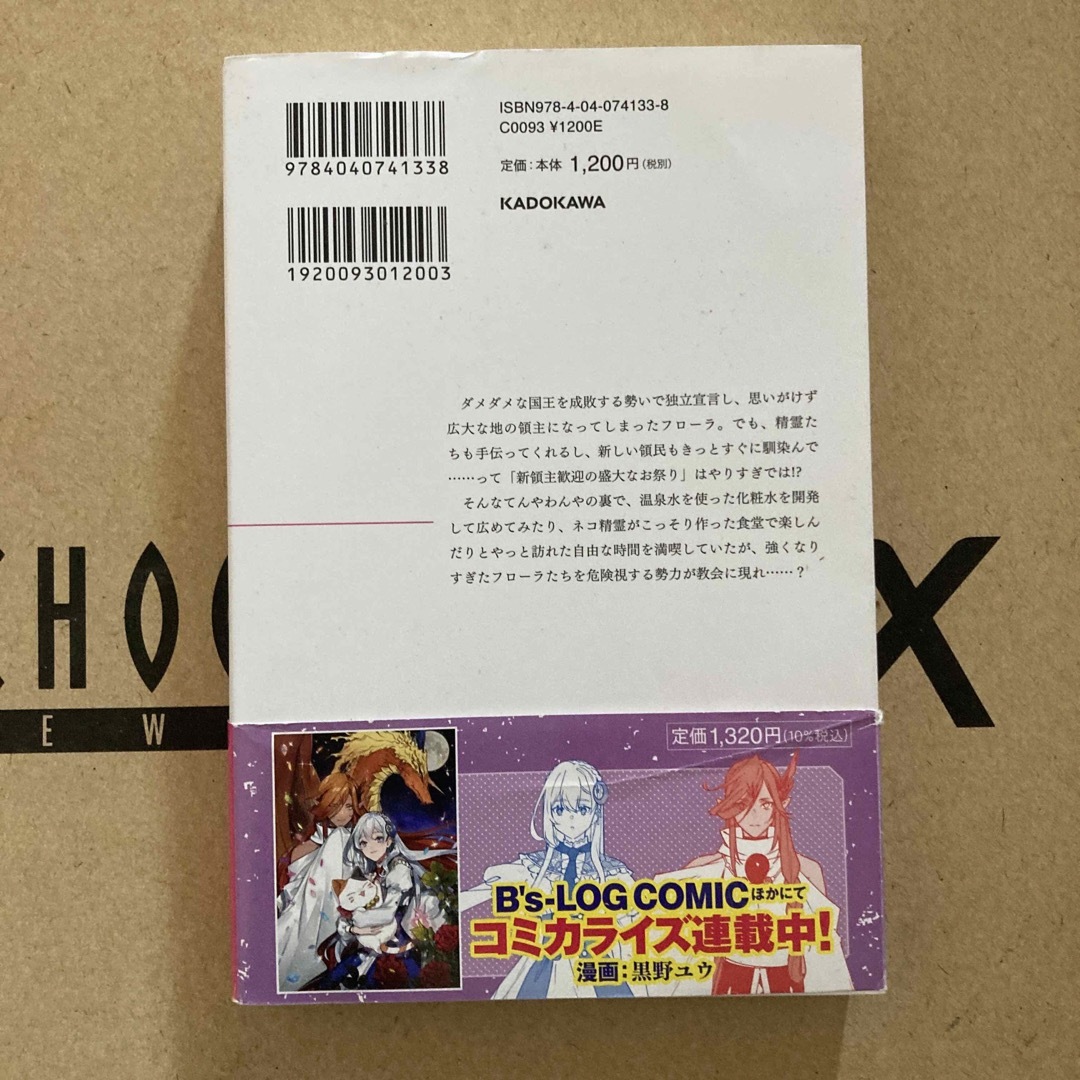 ISBN978-4-04-074133-8
C0093 ¥1200E
9784040741338
定価：本体 1,200円（税別）
KADOKAWA
1920093012003
ダメダメな国王を成敗する勢いで独立宣言し、思いがけず
広大な地の領主になってしまったフローラ。でも、精霊た
ちも手伝ってくれるし、新しい領民もきっとすぐに馴染んで
……って「新領主歓迎の盛大なお祭り」はやりすぎでは!?
そんなてんやわんやの裏で、温泉水を使った化粧水を開発
して広めてみたり、ネコ精霊がこっそり作った食堂で楽しん
だりとやっと訪れた自由な時間を満喫していたが、強くなり
すぎたフローラたちを危険視する勢力が教会に現れ……？
定価1,320円（10%税込）
B's-LOG COMICほかにて
コミカライズ連載中！
漫画：黒野ユウ